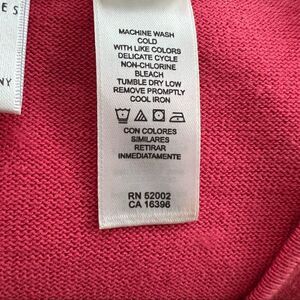 E S
NY
MACHINE WASH
COLD
WITH LIKE COLORS
DELICATE CYCLE
NON-CHLORINE
BLEACH
TUMBLE DRY LOW
REMOVE PROMPTLY
COOL IRON
CON COLORES
SIMILARES
RETIRAR
INMEDIATAMENTE
RN 52002
CA 16396